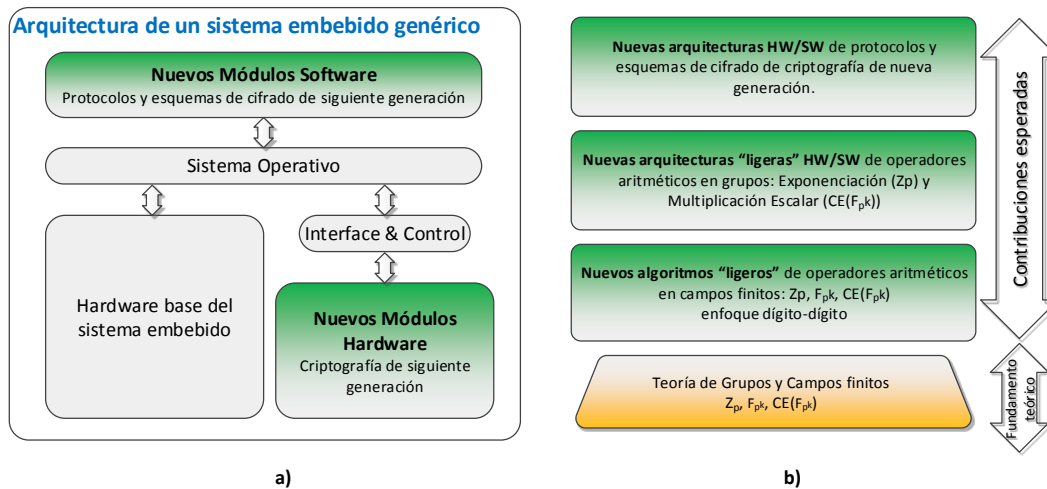 Arquitectura de un sistema embebido genérico
Nuevos Módulos Software
Protocolos y esquemas de cifrado de siguiente generación
Sistema Operativo
Hardware base del
sistema embebido
Interface & Control
Nuevos Módulos
Hardware
Criptografía de siguiente
generación
a)
Nuevas arquitecturas HW/SW de protocolos y
esquemas de cifrado de criptografía de nueva
generación.
Nuevas arquitecturas “ligeras” HW/SW de operadores
aritméticos en grupos: Exponenciación (Zp) y
Multiplicación Escalar (CE(Fpk))
Nuevos algoritmos “ligeros” de operadores aritméticos
en campos finitos: Zp, Fpk, CE(Fpk)
enfoque dígito-dígito
Teoría de Grupos y Campos finitos
Zp, Fpk, CE(Fpk)
Contribuciones esperadas
Fundamento
teórico
b)